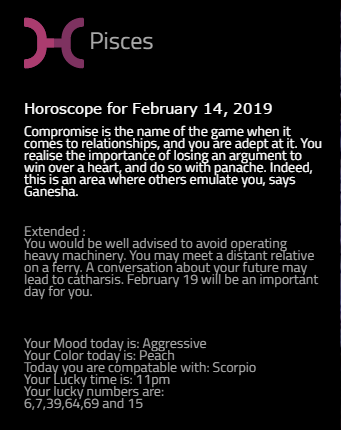 Pisces
Horoscope for February 14, 2019
Compromise is the name of the game when it
comes to relationships, and you are adept at it. You
realise the importance of losing an argument to
win over a heart, and do so with panache. Indeed,
this is an area where others emulate you, says
Ganesha.
Extended :
You would be well advised to avoid operating
heavy machinery. You may meet a distant relative
on a ferry. A conversation about your future may
lead to catharsis. February 19 will be an important
day for you.
Your Mood today is: Aggressive
Your Color today is: Peach
Today you are compatable with: Scorpio
Your Lucky time is: 11pm
Your lucky numbers are:
6,7,39,64,69 and 15